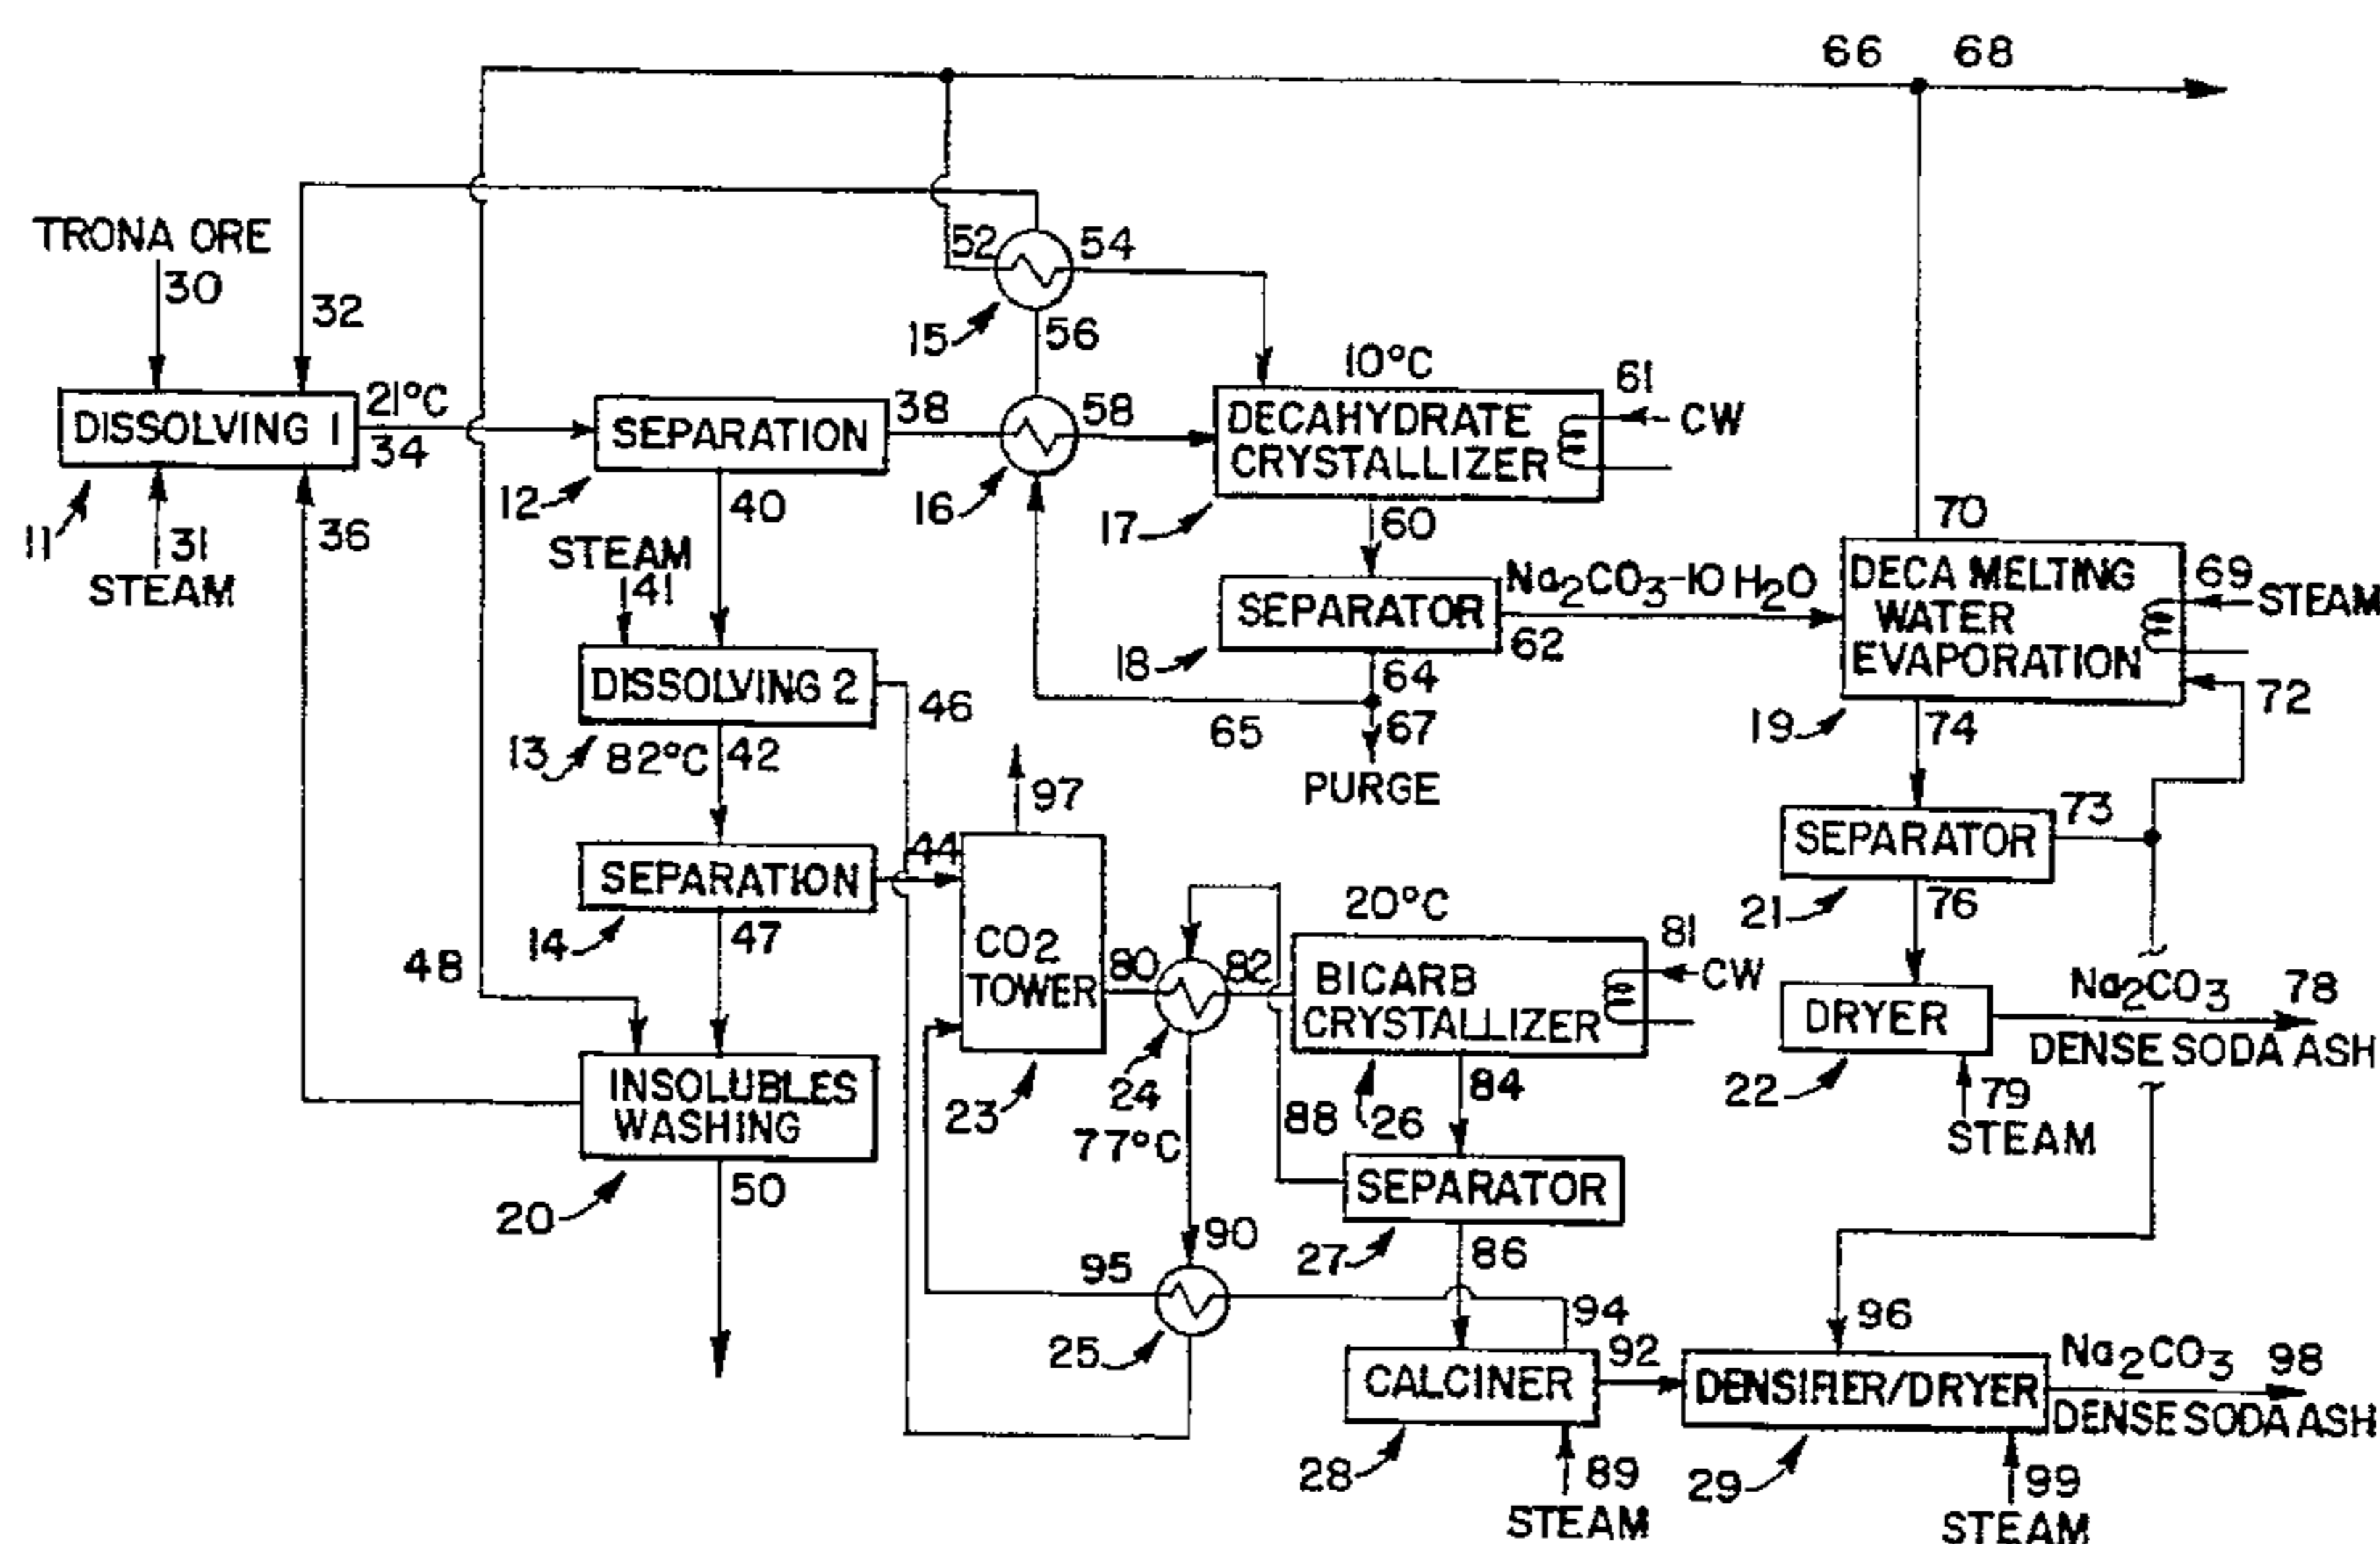 66 68
TRONA ORE
30
32
52 54
15
56
10°C
61
CW
DISSOLVING 1
21°C
34
SEPARATION
38
58
DECAHYDRATE
CRYSTALLIZER
11
31
STEAM
36
12
40
16
17
60
70
STEAM
41
SEPARATOR
Na2CO3-10 H2O
62
DECA MELTING
WATER
EVAPORATION
69
STEAM
18
64
DISSOLVING 2
46
65
67
PURGE
19
74
72
13
82°C
42
97
73
SEPARATION
44
SEPARATOR
14
47
48
CO2
TOWER
80
82
20°C
81
CW
BICARB
CRYSTALLIZER
21
76
DRYER
Na2CO3
78
DENSE SODA ASH
INSOLUBLES
WASHING
23
24
77°C
88
26
84
22
79
STEAM
20
50
SEPARATOR
27
86
90
95
25
94
96
CALCINER
92
DENSIFIER/DRYER
Na2CO3
98
DENSE SODA ASH
28
89
STEAM
29
99
STEAM